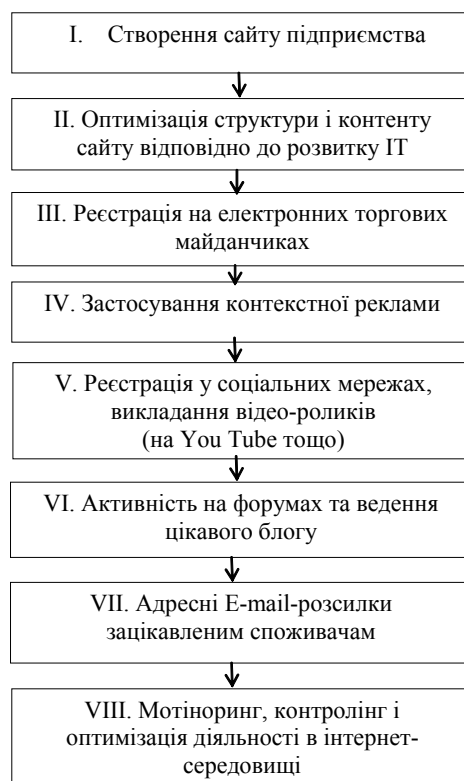 I. Створення сайту підприємства
II. Оптимізація структури і контенту
сайту відповідно до розвитку ІТ
III. Реєстрація на електронних торгових
майданчиках
IV. Застосування контекстної реклами
V. Реєстрація у соціальних мережах,
викладання відео-роликів
(на You Tube тощо)
VI. Активність на форумах та ведення
цікавого блогу
VII. Адресні E-mail-розсилки
зацікавленим споживачам
VIII. Мотіноринг, контролінг і
оптимізація діяльності в інтернет-
середовищі